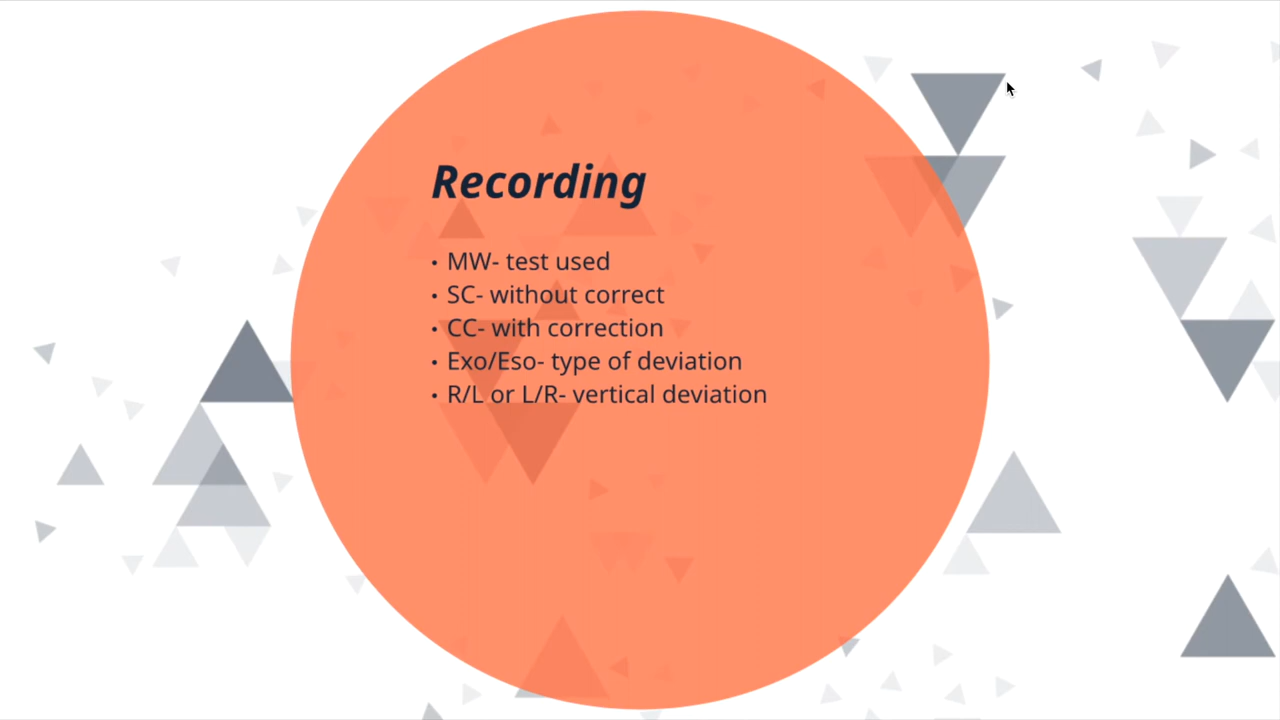 Recording
• MW- test used
• SC- without correct
• CC- with correction
• Exo/Eso- type of deviation
• R/L or L/R- vertical deviation